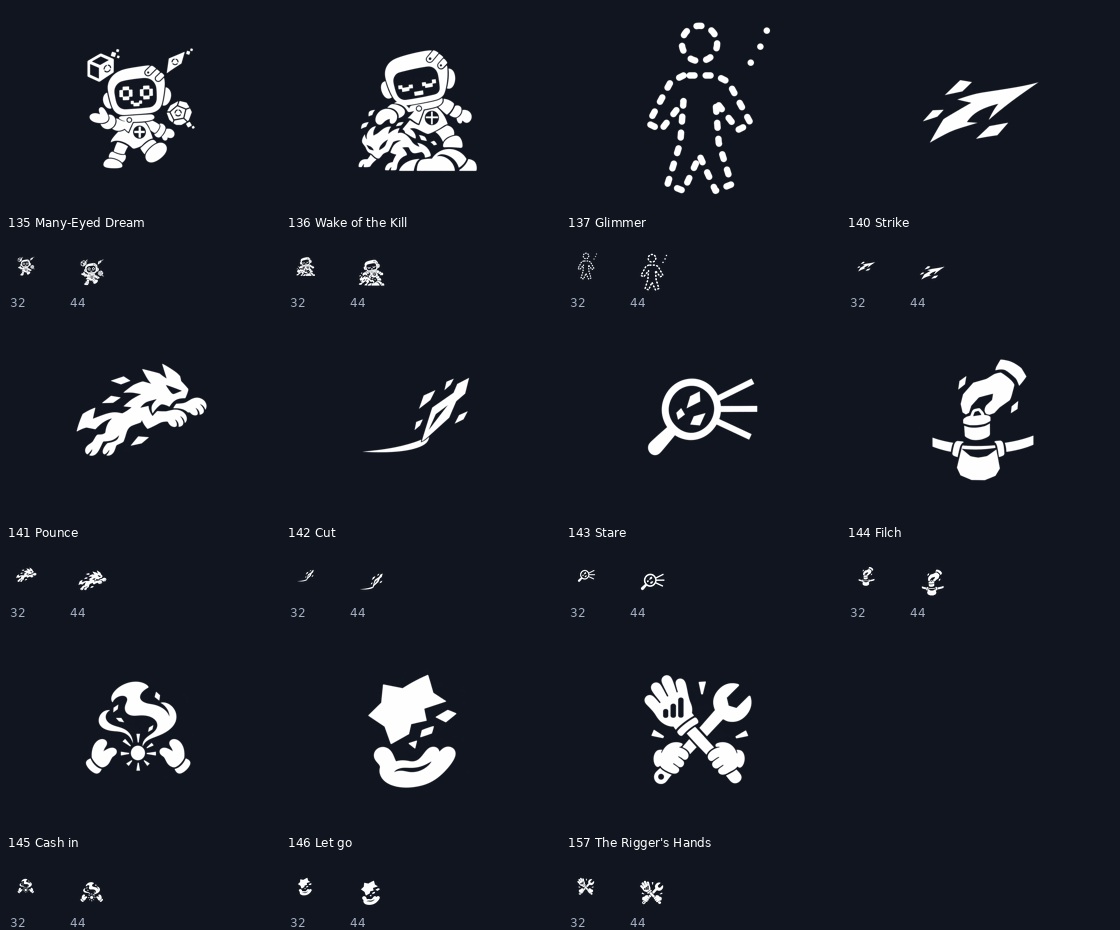 135 Many-Eyed Dream
136 Wake of the Kill
137 Glimmer
140 Strike
32
44
32
44
32
44
32
44
141 Pounce
142 Cut
143 Stare
144 Filch
32
44
32
44
32
44
32
44
145 Cash in
146 Let go
157 The Rigger's Hands
32
44
32
44
32
44